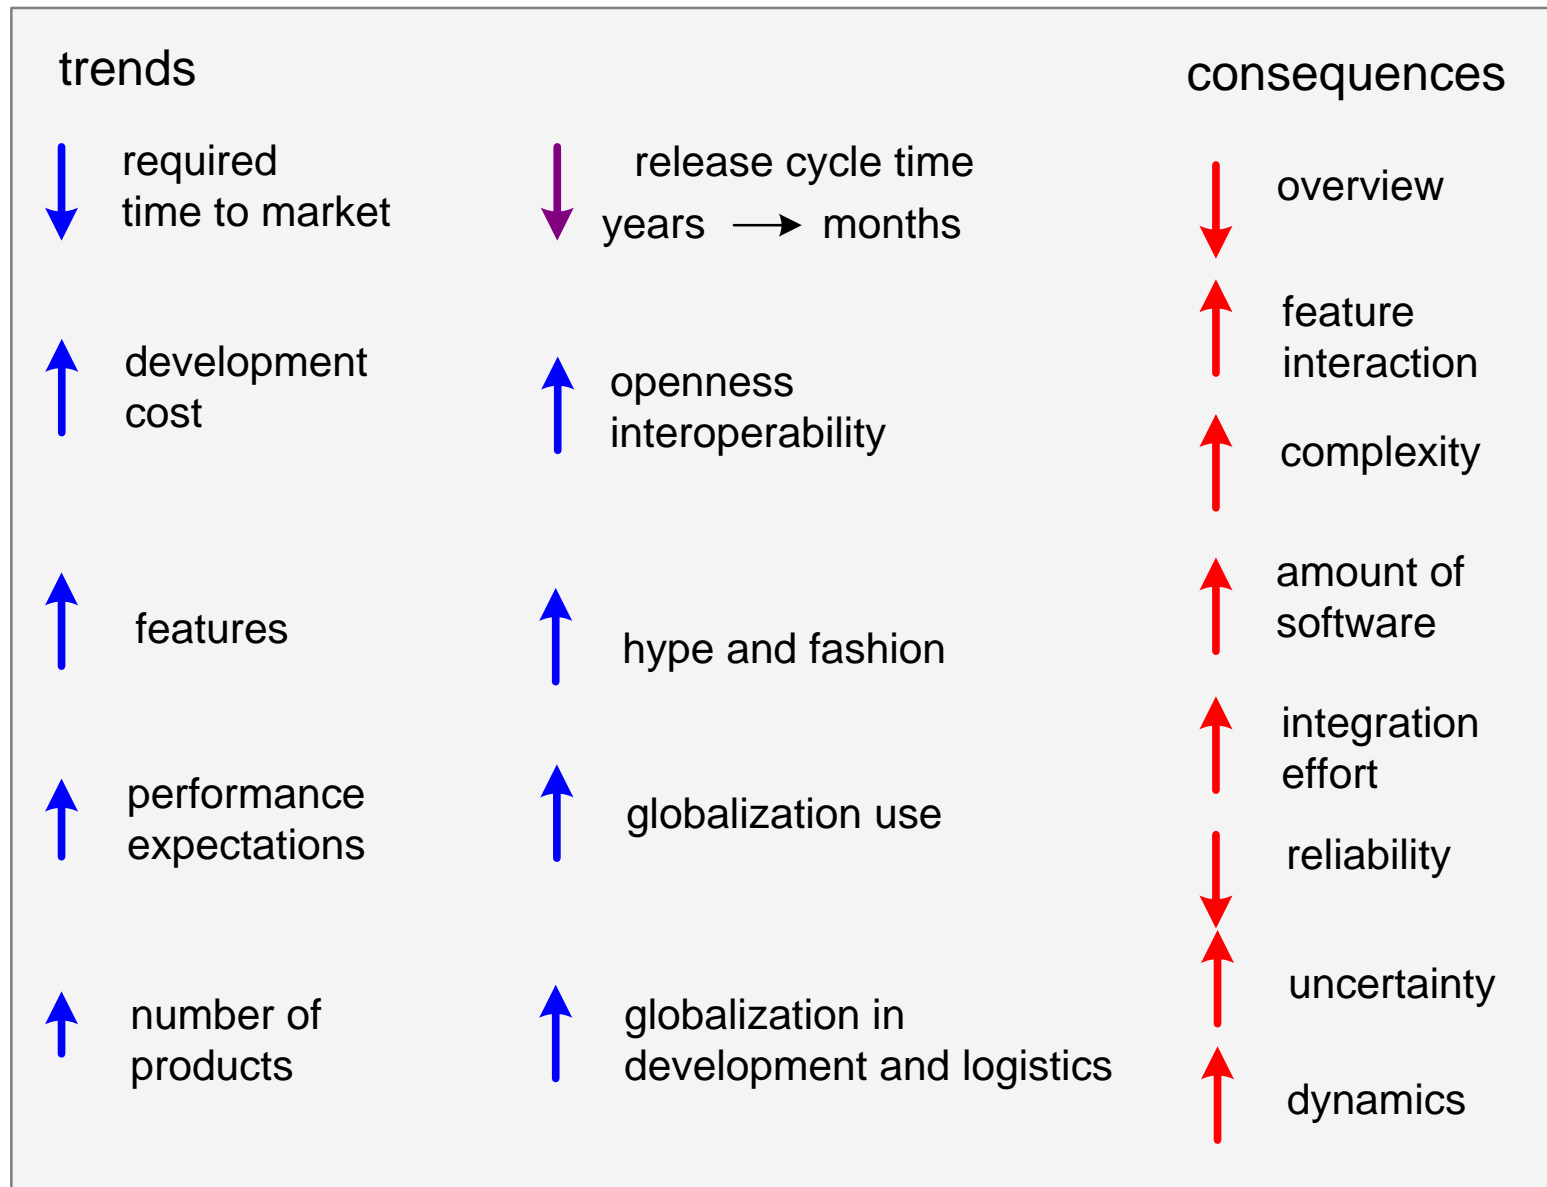 trends
required
time to market
development
cost
features
performance
expectations
number of
products
release cycle time
years months
openness
interoperability
hype and fashion
globalization use
globalization in
development and logistics
consequences
overview
feature
interaction
complexity
amount of
software
integration
effort
reliability
uncertainty
dynamics